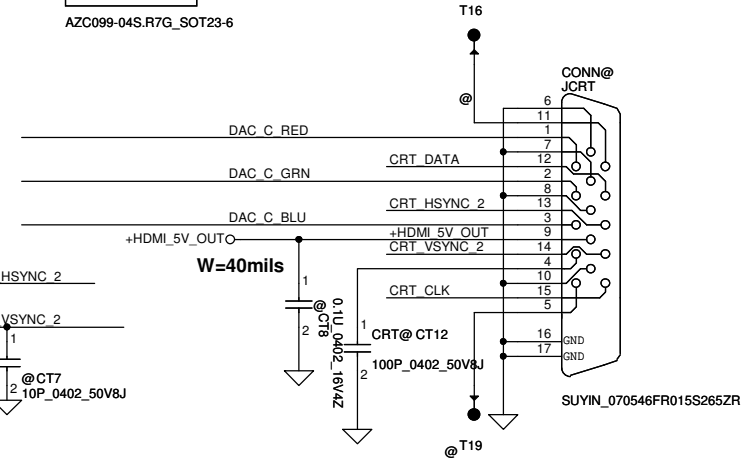 T16
AZC099-04S.R7G_SOT23-6
CONN@
JCRT
@
6
11
DAC_C_RED
1
7
CRT_DATA
12
DAC_C_GRN
2
8
CRT_HSYNC_2
13
DAC_C_BLU
3
+HDMI_5V_OUT
+HDMI_5V_OUT
9
CRT_VSYNC_2
14
W=40mils
4
HSYNC_2
1
10
CRT_CLK
15
5
@CT8
0.1U_0402_16V4Z
2
VSYNC_2
1
1
CRT@ CT12
16
GND
17
GND
100P_0402_50V8J
2
@CT7
2
10P_0402_50V8J
SUYIN_070546FR015S265ZR
@T19